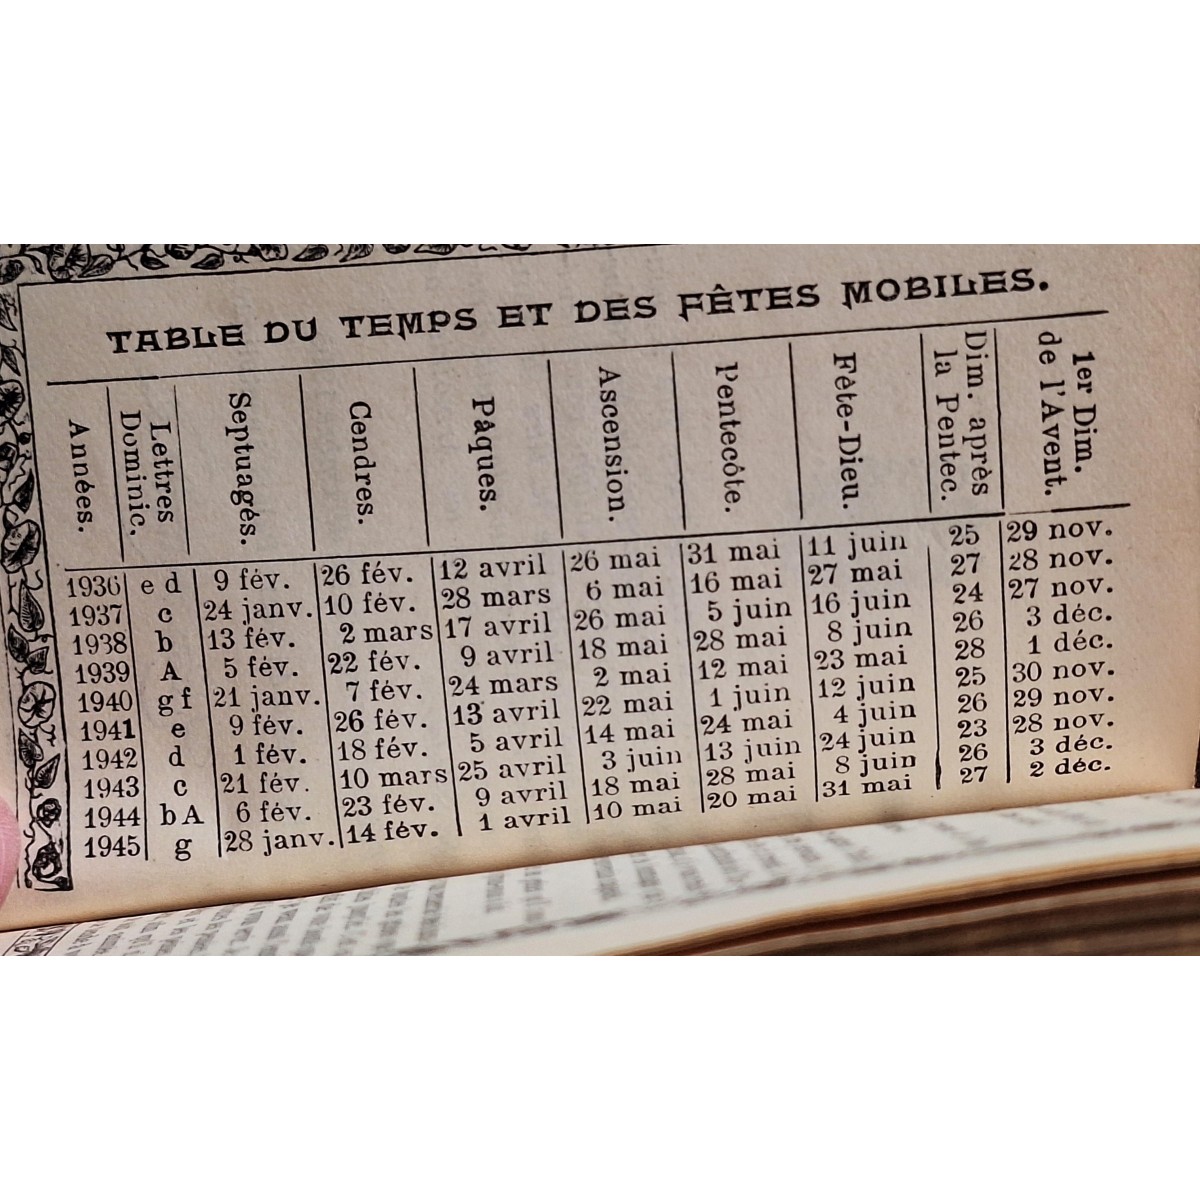 TABLE DU TEMPS ET DES FÊTES MOBILES.
Années. Lettres Dominic. Septuagés. Cendres. Pâques. Ascension. Pentecôte. Fête-Dieu. Dim. après la Pentec. 1er Dim. de l'Avent.
1936 e d 9 fév. 26 fév. 12 avril 26 mai 31 mai 11 juin 25 29 nov.
1937 c 24 janv. 10 fév. 28 mars 6 mai 16 mai 27 mai 27 28 nov.
1938 b 13 fév. 2 mars 17 avril 26 mai 5 juin 16 juin 24 27 nov.
1939 A 5 fév. 22 fév. 9 avril 18 mai 28 mai 8 juin 26 3 déc.
1940 g f 21 janv. 7 fév. 24 mars 2 mai 12 mai 23 mai 28 1 déc.
1941 e 9 fév. 26 fév. 13 avril 22 mai 1 juin 12 juin 25 30 nov.
1942 d 1 fév. 18 fév. 5 avril 14 mai 24 mai 4 juin 26 29 nov.
1943 c 21 fév. 10 mars 25 avril 3 juin 13 juin 24 juin 23 28 nov.
1944 b A 6 fév. 23 fév. 9 avril 18 mai 28 mai 8 juin 26 3 déc.
1945 g 28 janv. 14 fév. 1 avril 10 mai 20 mai 31 mai 27 2 déc.